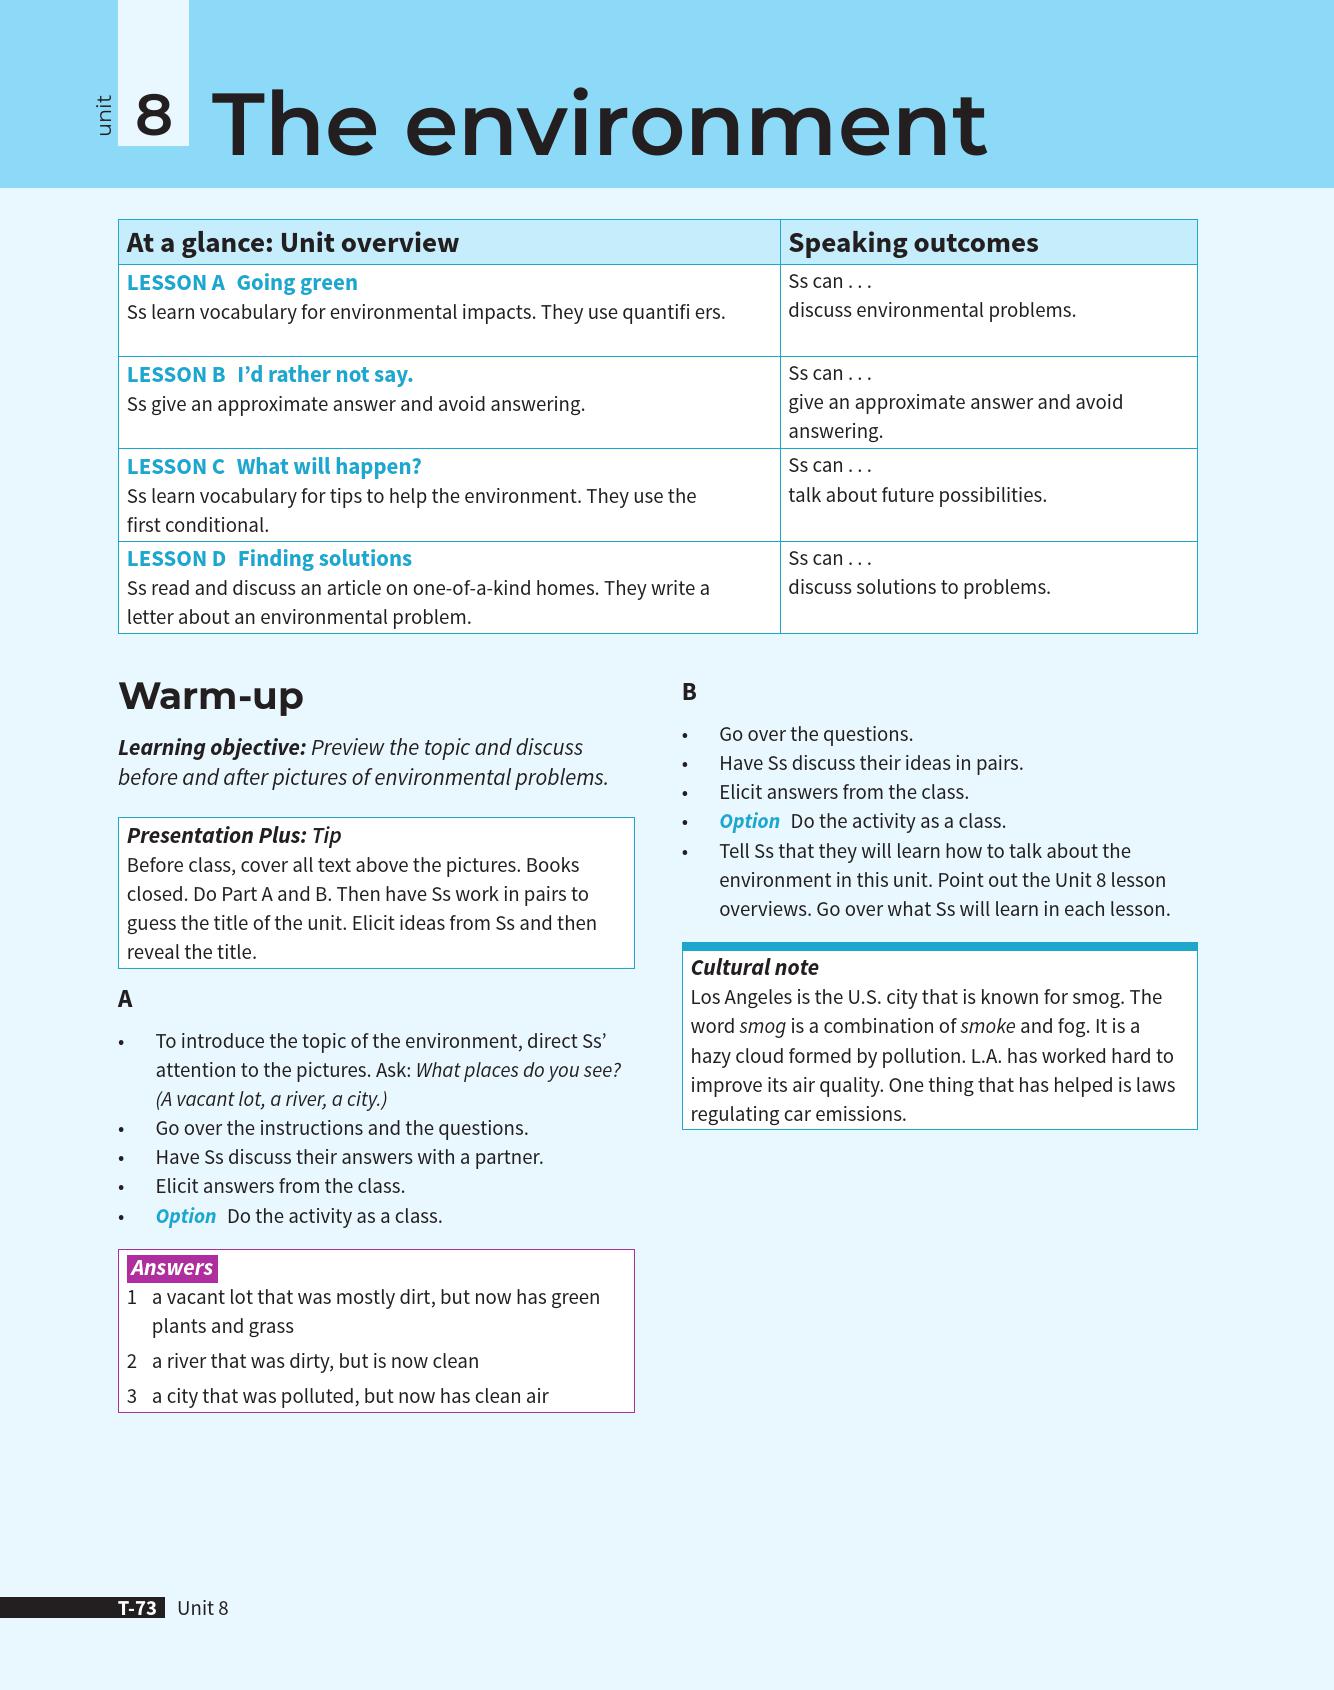 unit
8
The environment
At a glance: Unit overview
Speaking outcomes
LESSON A Going green
Ss learn vocabulary for environmental impacts. They use quantifi ers.
Ss can . . .
discuss environmental problems.
LESSON B I’d rather not say.
Ss give an approximate answer and avoid answering.
Ss can . . .
give an approximate answer and avoid
answering.
LESSON C What will happen?
Ss learn vocabulary for tips to help the environment. They use the
first conditional.
Ss can . . .
talk about future possibilities.
LESSON D Finding solutions
Ss read and discuss an article on one-of-a-kind homes. They write a
letter about an environmental problem.
Ss can . . .
discuss solutions to problems.
Warm-up
Learning objective: Preview the topic and discuss
before and after pictures of environmental problems.
Presentation Plus: Tip
Before class, cover all text above the pictures. Books
closed. Do Part A and B. Then have Ss work in pairs to
guess the title of the unit. Elicit ideas from Ss and then
reveal the title.
A
• To introduce the topic of the environment, direct Ss’
attention to the pictures. Ask: What places do you see?
(A vacant lot, a river, a city.)
• Go over the instructions and the questions.
• Have Ss discuss their answers with a partner.
• Elicit answers from the class.
• Option Do the activity as a class.
Answers
1 a vacant lot that was mostly dirt, but now has green
plants and grass
2 a river that was dirty, but is now clean
3 a city that was polluted, but now has clean air
B
• Go over the questions.
• Have Ss discuss their ideas in pairs.
• Elicit answers from the class.
• Option Do the activity as a class.
• Tell Ss that they will learn how to talk about the
environment in this unit. Point out the Unit 8 lesson
overviews. Go over what Ss will learn in each lesson.
Cultural note
Los Angeles is the U.S. city that is known for smog. The
word smog is a combination of smoke and fog. It is a
hazy cloud formed by pollution. L.A. has worked hard to
improve its air quality. One thing that has helped is laws
regulating car emissions.
T-73 Unit 8